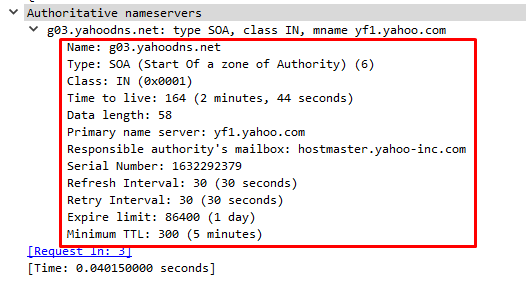 Authoritative nameservers
g03.yahoodns.net: type SOA, class IN, mname yf1.yahoo.com
Name: g03.yahoodns.net
Type: SOA (Start Of a zone of Authority) (6)
Class: IN (0x0001)
Time to live: 164 (2 minutes, 44 seconds)
Data length: 58
Primary name server: yf1.yahoo.com
Responsible authority's mailbox: hostmaster.yahoo-inc.com
Serial Number: 1632292379
Refresh Interval: 30 (30 seconds)
Retry Interval: 30 (30 seconds)
Expire limit: 86400 (1 day)
Minimum TTL: 300 (5 minutes)
[Request In: 3]
[Time: 0.040150000 seconds]